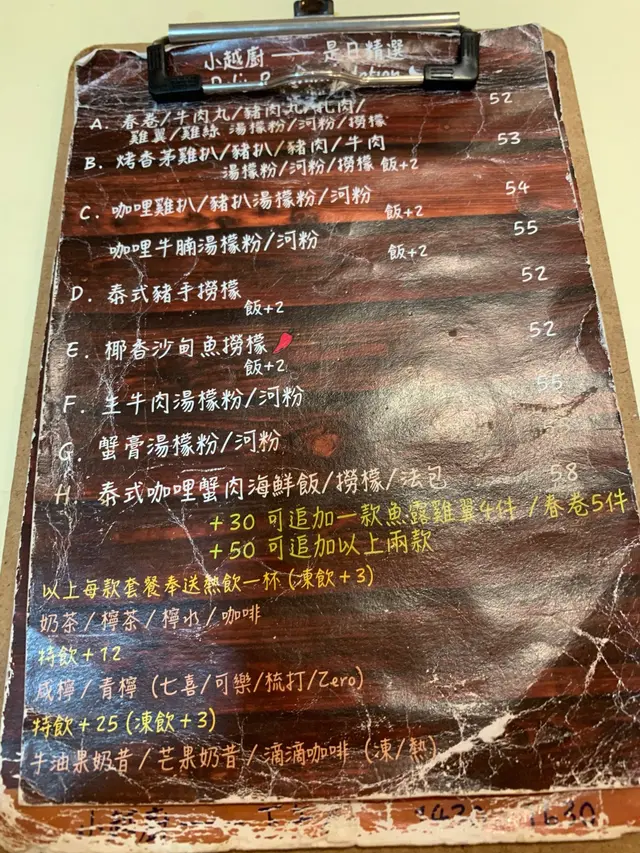 小越廚 —— 是日精選
A. 春卷/牛肉丸/豬肉丸/扎肉/ 52
雞翼/雞絲 湯檬粉/河粉/撈檬
B. 烤香茅雞扒/豬扒/豬肉/牛肉 53
湯檬粉/河粉/撈檬 飯+2
C. 咖哩雞扒/豬扒湯檬粉/河粉 54
飯+2
咖哩牛腩湯檬粉/河粉 55
飯+2
D. 泰式豬手撈檬 52
飯+2
E. 椰香沙甸魚撈檬 52
飯+2
F. 生牛肉湯檬粉/河粉 55
G. 蟹膏湯檬粉/河粉
H. 泰式咖哩蟹肉海鮮飯/撈檬/法包 58
+30 可追加一款魚露雞翼4件 /春卷5件
+50 可追加以上兩款
以上每款套餐奉送熱飲一杯(凍飲+3)
奶茶/檸茶/檸水/咖啡
特飲+12
咸檸/青檸 (七喜/可樂/梳打/Zero)
特飲+25(凍飲+3)
牛油果奶昔/芒果奶昔/滴滴咖啡 (凍/熱)
小越廚